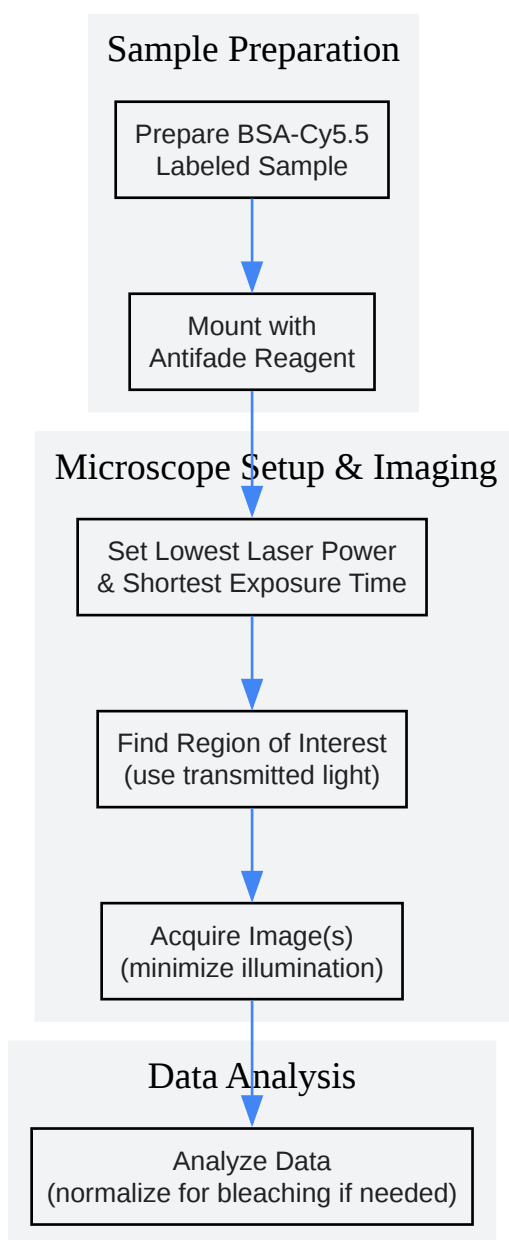 Sample Preparation
Prepare BSA-Cy5.5
Labeled Sample
Mount with
Antifade Reagent
Microscope Setup & Imaging
Set Lowest Laser Power
& Shortest Exposure Time
Find Region of Interest
(use transmitted light)
Acquire Image(s)
(minimize illumination)
Data Analysis
Analyze Data
(normalize for bleaching if needed)